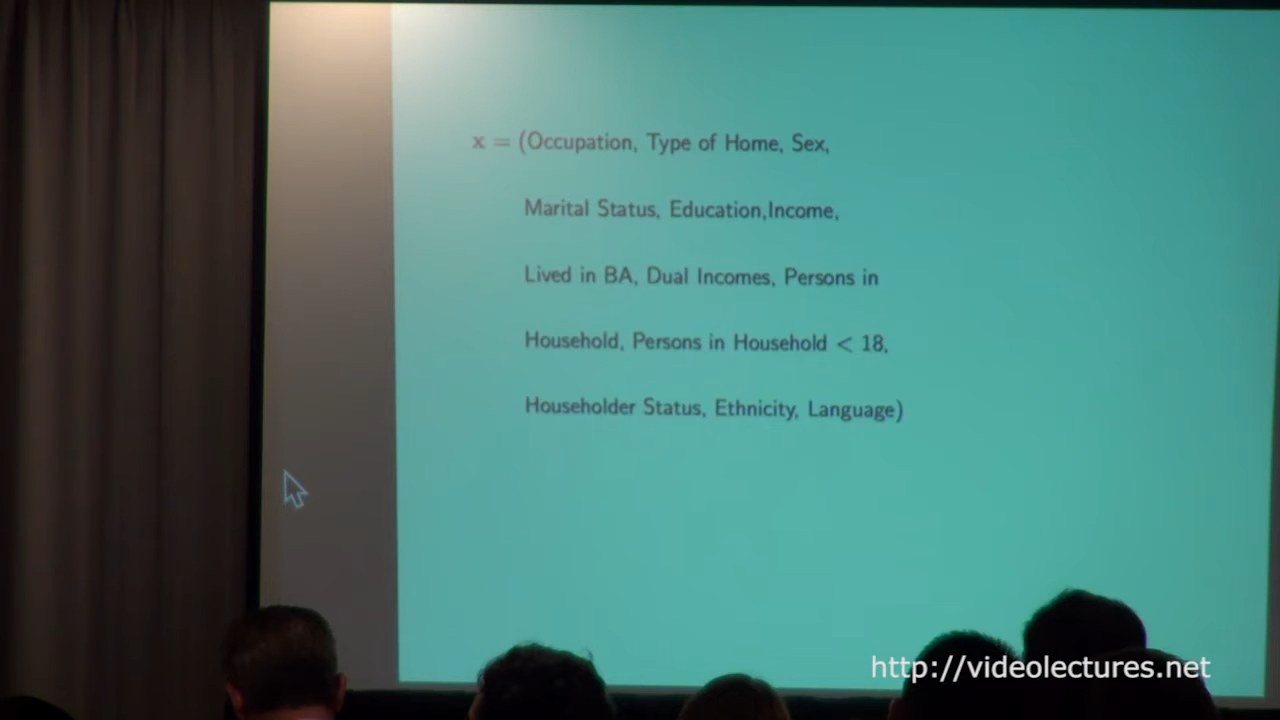 x = (Occupation, Type of Home, Sex,
Marital Status, Education,Income,
Lived in BA, Dual Incomes, Persons in
Household, Persons in Household < 18,
Householder Status, Ethnicity, Language)
http://videolectures.net